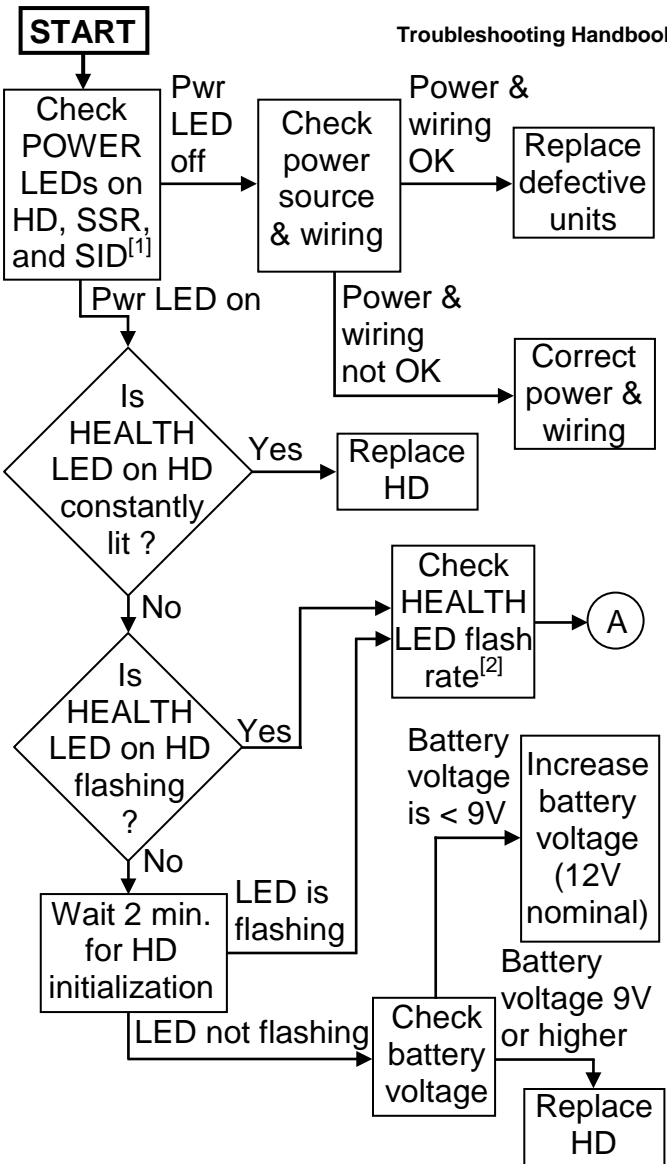 START
Troubleshooting Handbook
Check
POWER
LEDs on
HD, SSR,
and SID[1]
Pwr
LED
off
Check
power
source
& wiring
Power &
wiring
OK
Replace
defective
units
Pwr LED on
Power &
wiring
not OK
Correct
power &
wiring
Is
HEALTH
LED on HD
constantly
lit ?
Yes
Replace
HD
No
Check
HEALTH
LED flash
rate[2]
A
Is
HEALTH
LED on HD
flashing
?
Yes
No
Battery
voltage
is < 9V
Increase
battery
voltage
(12V
nominal)
Wait 2 min.
for HD
initialization
LED is
flashing
LED not flashing
Check
battery
voltage
Battery
voltage 9V
or higher
Replace
HD